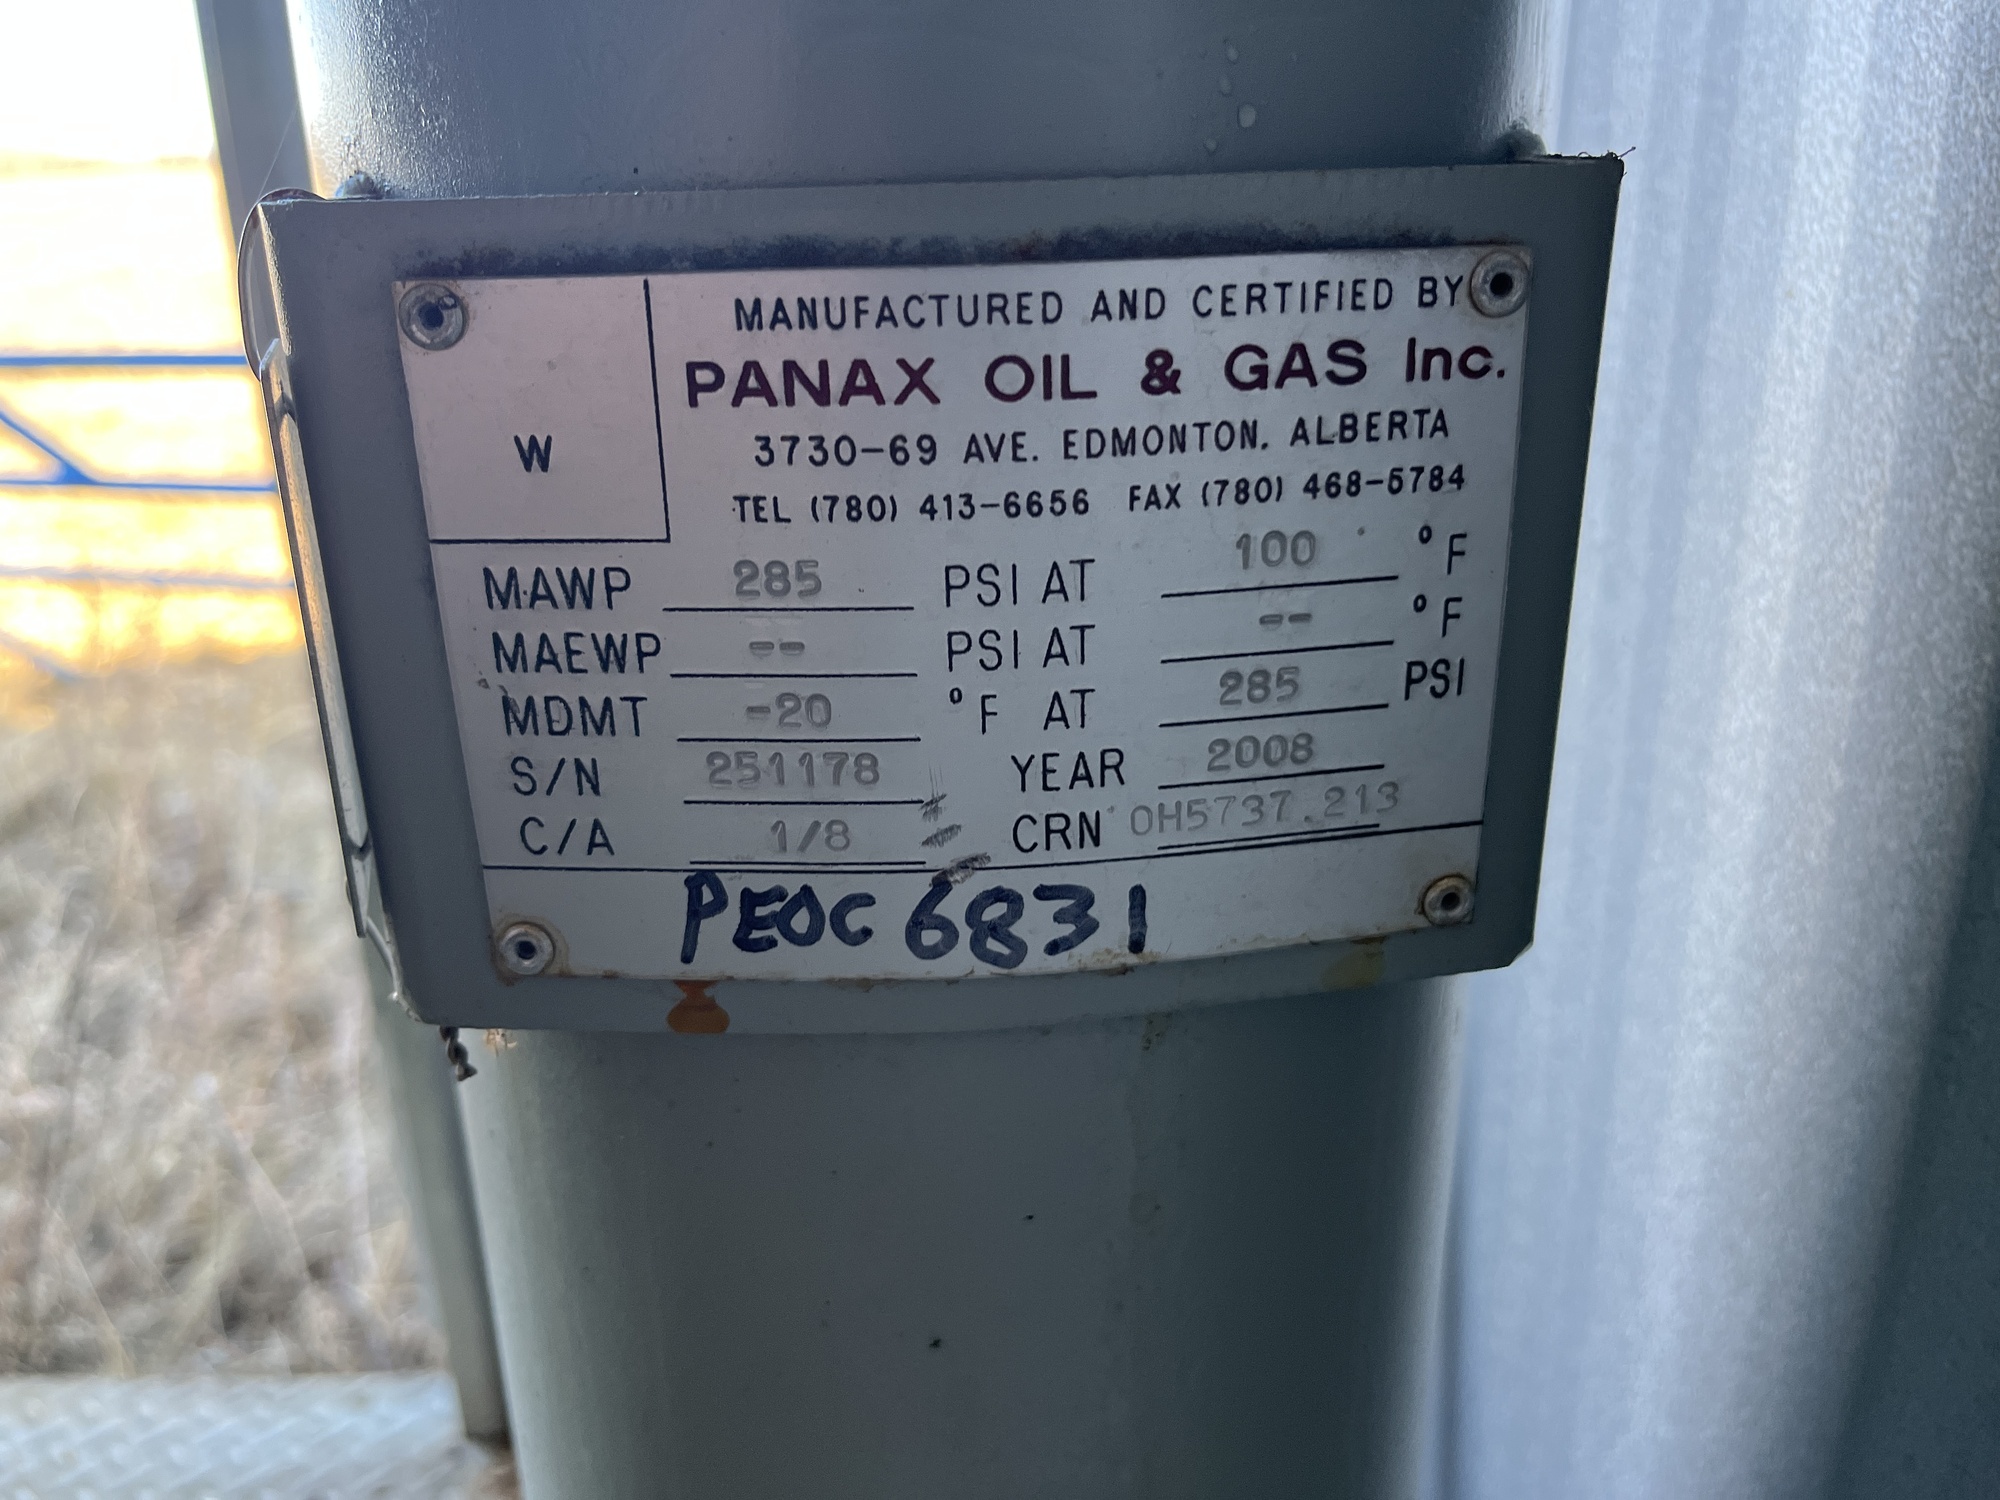 MANUFACTURED AND CERTIFIED BY
PANAX OIL & GAS Inc.
W
3730-69 AVE. EDMONTON, ALBERTA
TEL (780) 413-6656 FAX (780) 468-5784
MAWP 285 PSI AT 100 °F
MAEWP -- PSI AT -- °F
MDMT -20 °F AT 285 PSI
S/N 251178 YEAR 2008
C/A 1/8 CRN 0H5737.213
PEOC 6831